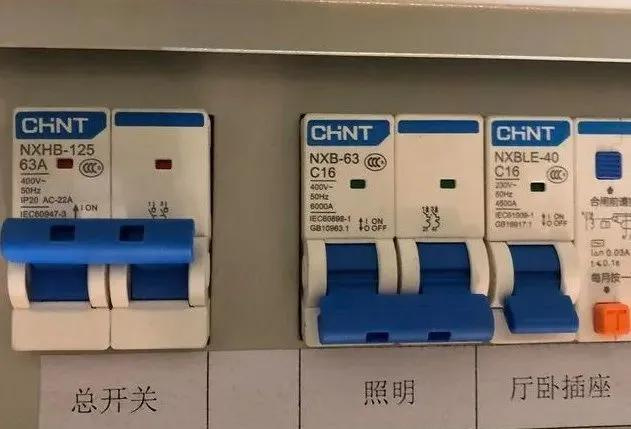 CHNT
NXHB-125
63A
400V~
50Hz
IP20 AC-22A
IEC60947-3
I ON
CHNT
NXB-63
C16
400V~
50Hz
6000A
IEC60898-1
GB10963.1
I ON
O OFF
CHNT
NXBLE-40
C16
230V~
50Hz
4500A
IEC61009-1
GB16917.1
I ON
O OFF
合闸前请
IΔn 0.03A
t≤0.1s
每月按一
总开关
照明
厅卧插座